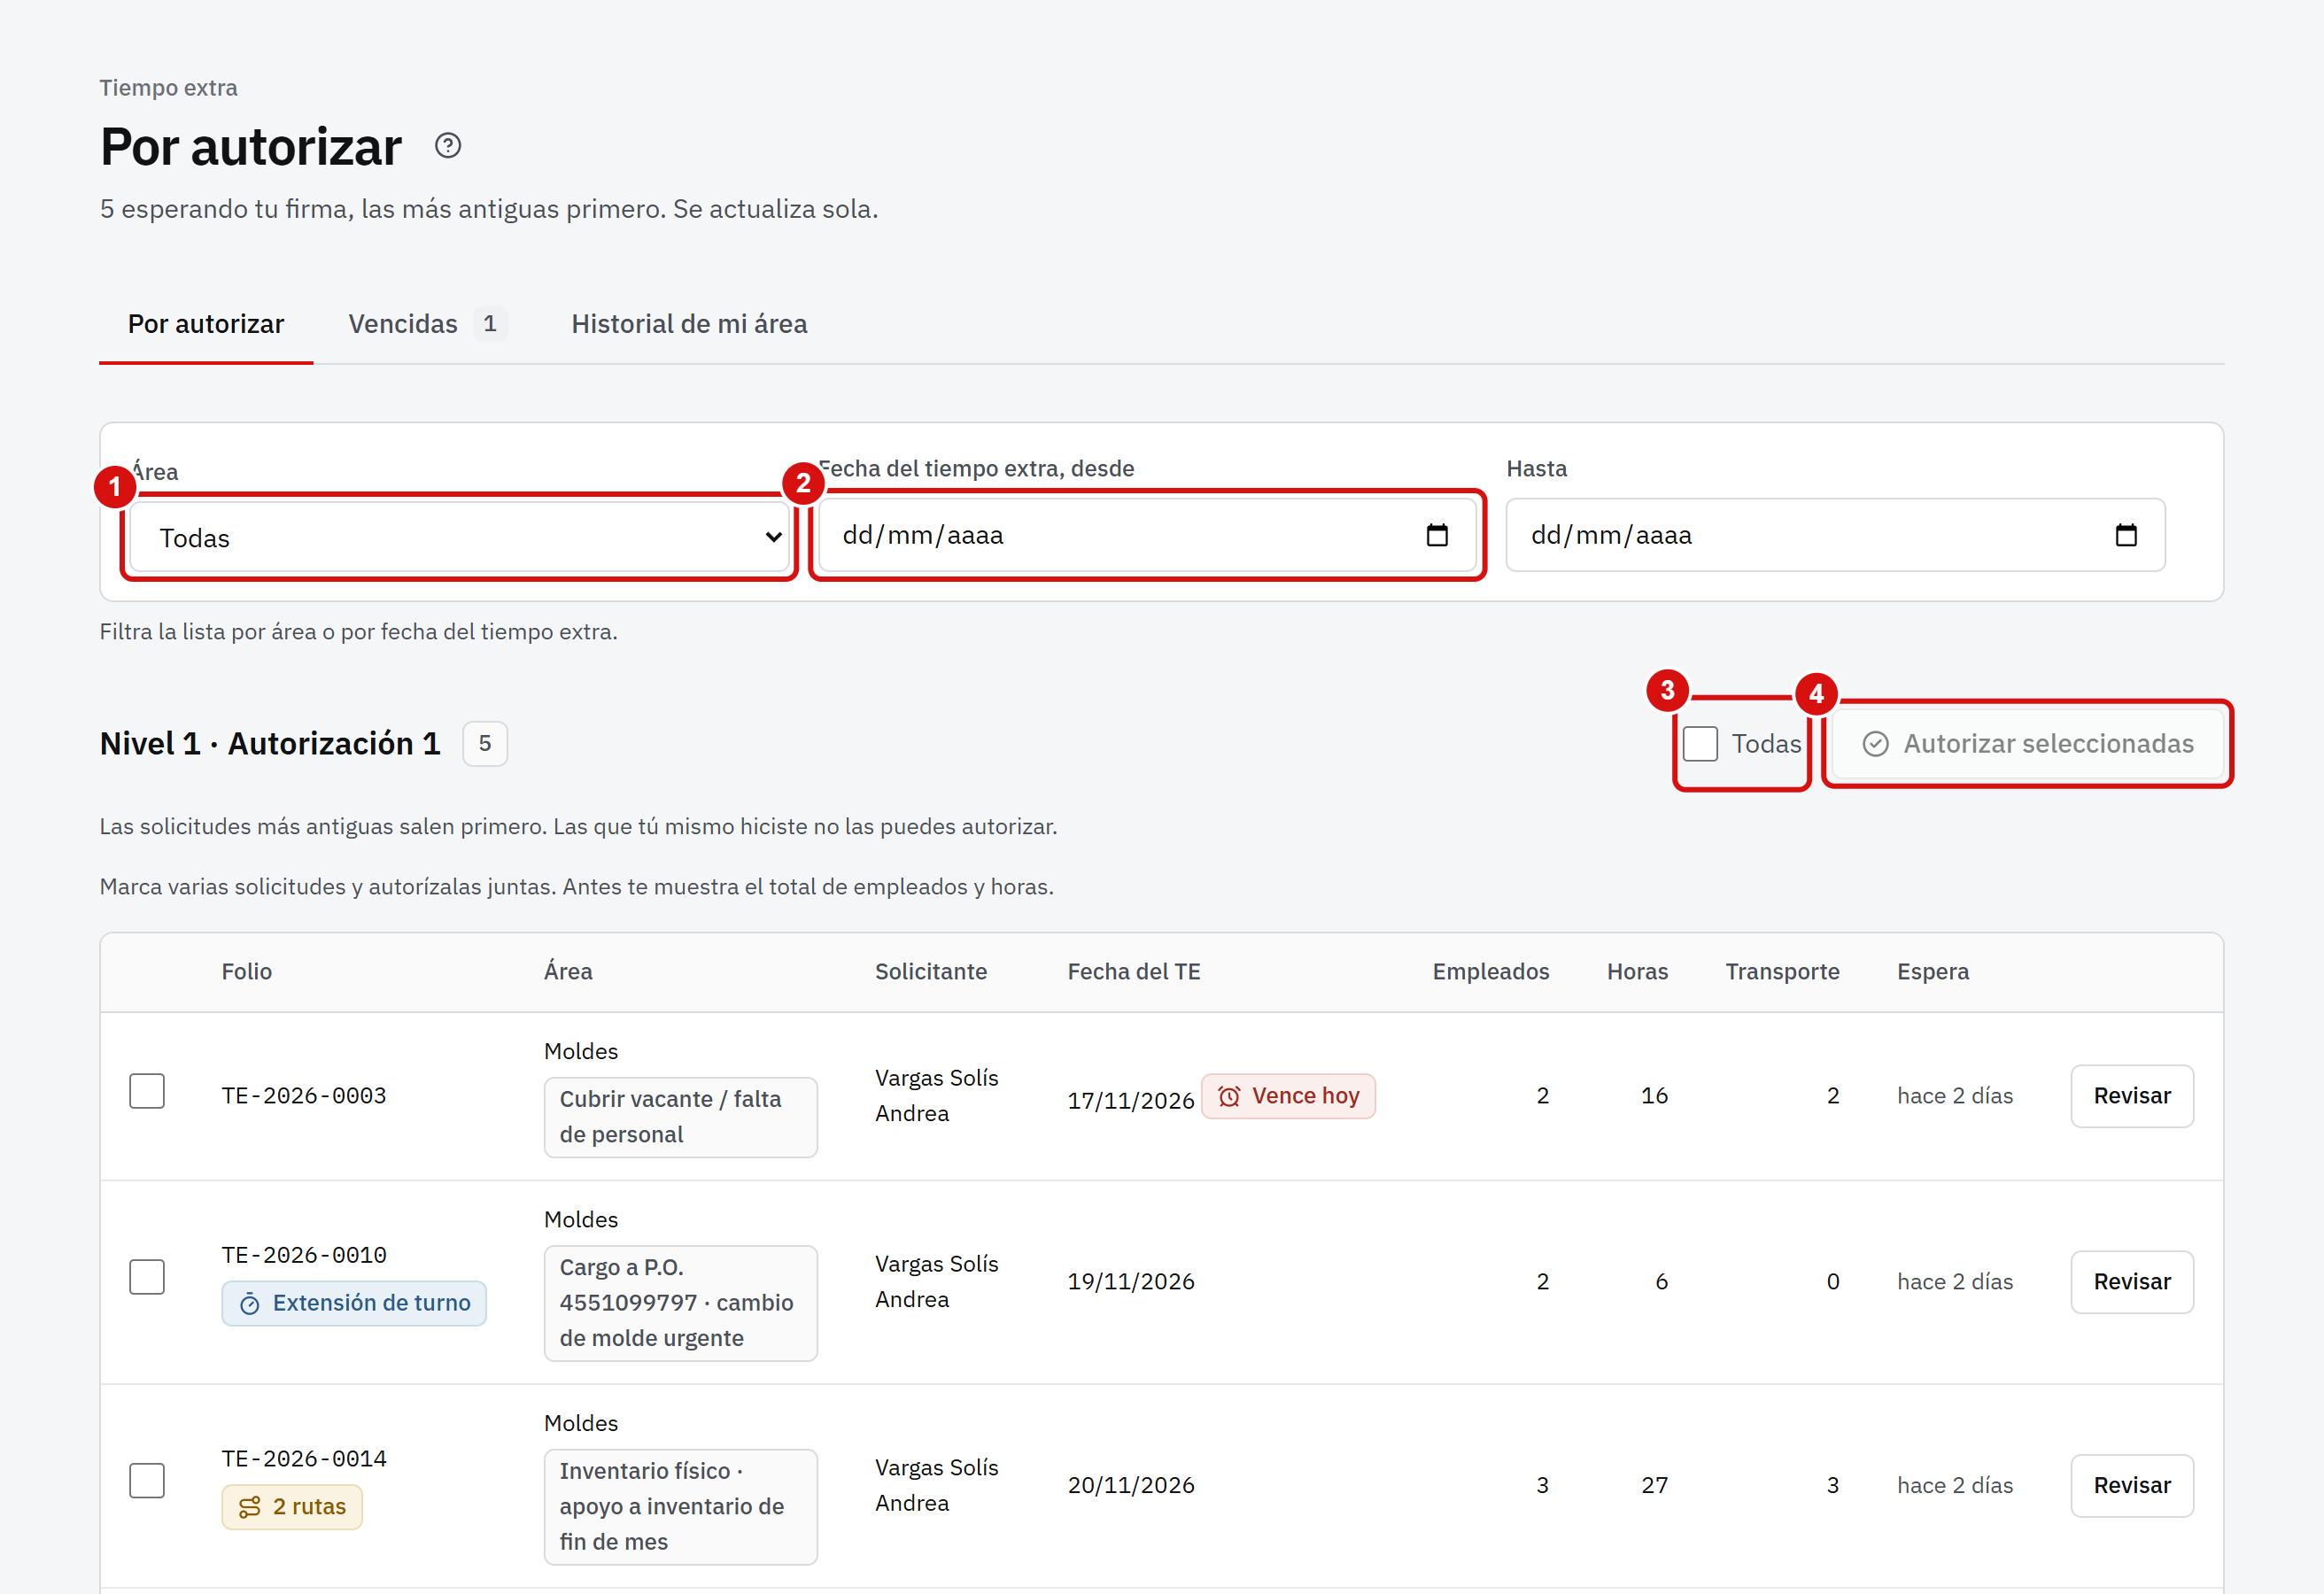 Tiempo extra
Por autorizar
5 esperando tu firma, las más antiguas primero. Se actualiza sola.
Por autorizar
Vencidas 1
Historial de mi área
1
Área
2
Fecha del tiempo extra, desde
Hasta
Todas
dd/mm/aaaa
dd/mm/aaaa
Filtra la lista por área o por fecha del tiempo extra.
Nivel 1 · Autorización 1 5
3
Todas
4
Autorizar seleccionadas
Las solicitudes más antiguas salen primero. Las que tú mismo hiciste no las puedes autorizar.
Marca varias solicitudes y autorízalas juntas. Antes te muestra el total de empleados y horas.
Folio Área Solicitante Fecha del TE Empleados Horas Transporte Espera
TE-2026-0003
Moldes
Cubrir vacante / falta
de personal
Vargas Solís
Andrea
17/11/2026 Vence hoy
2
16
2
hace 2 días
Revisar
TE-2026-0010
Extensión de turno
Moldes
Cargo a P.O.
4551099797 · cambio
de molde urgente
Vargas Solís
Andrea
19/11/2026
2
6
0
hace 2 días
Revisar
TE-2026-0014
2 rutas
Moldes
Inventario físico ·
apoyo a inventario de
fin de mes
Vargas Solís
Andrea
20/11/2026
3
27
3
hace 2 días
Revisar